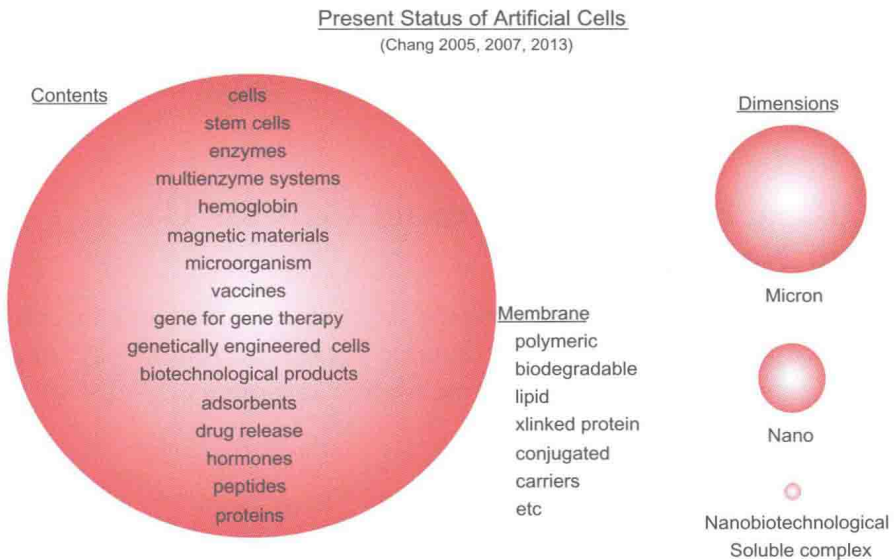 Present Status of Artificial Cells
(Chang 2005, 2007, 2013)
Contents
cells
stem cells
enzymes
multienzyme systems
hemoglobin
magnetic materials
microorganism
vaccines
gene for gene therapy
genetically engineered cells
biotechnological products
adsorbents
drug release
hormones
peptides
proteins
Membrane
polymeric
biodegradable
lipid
xlinked protein
conjugated
carriers
etc
Dimensions
Micron
Nano
Nanobiotechnological
Soluble complex